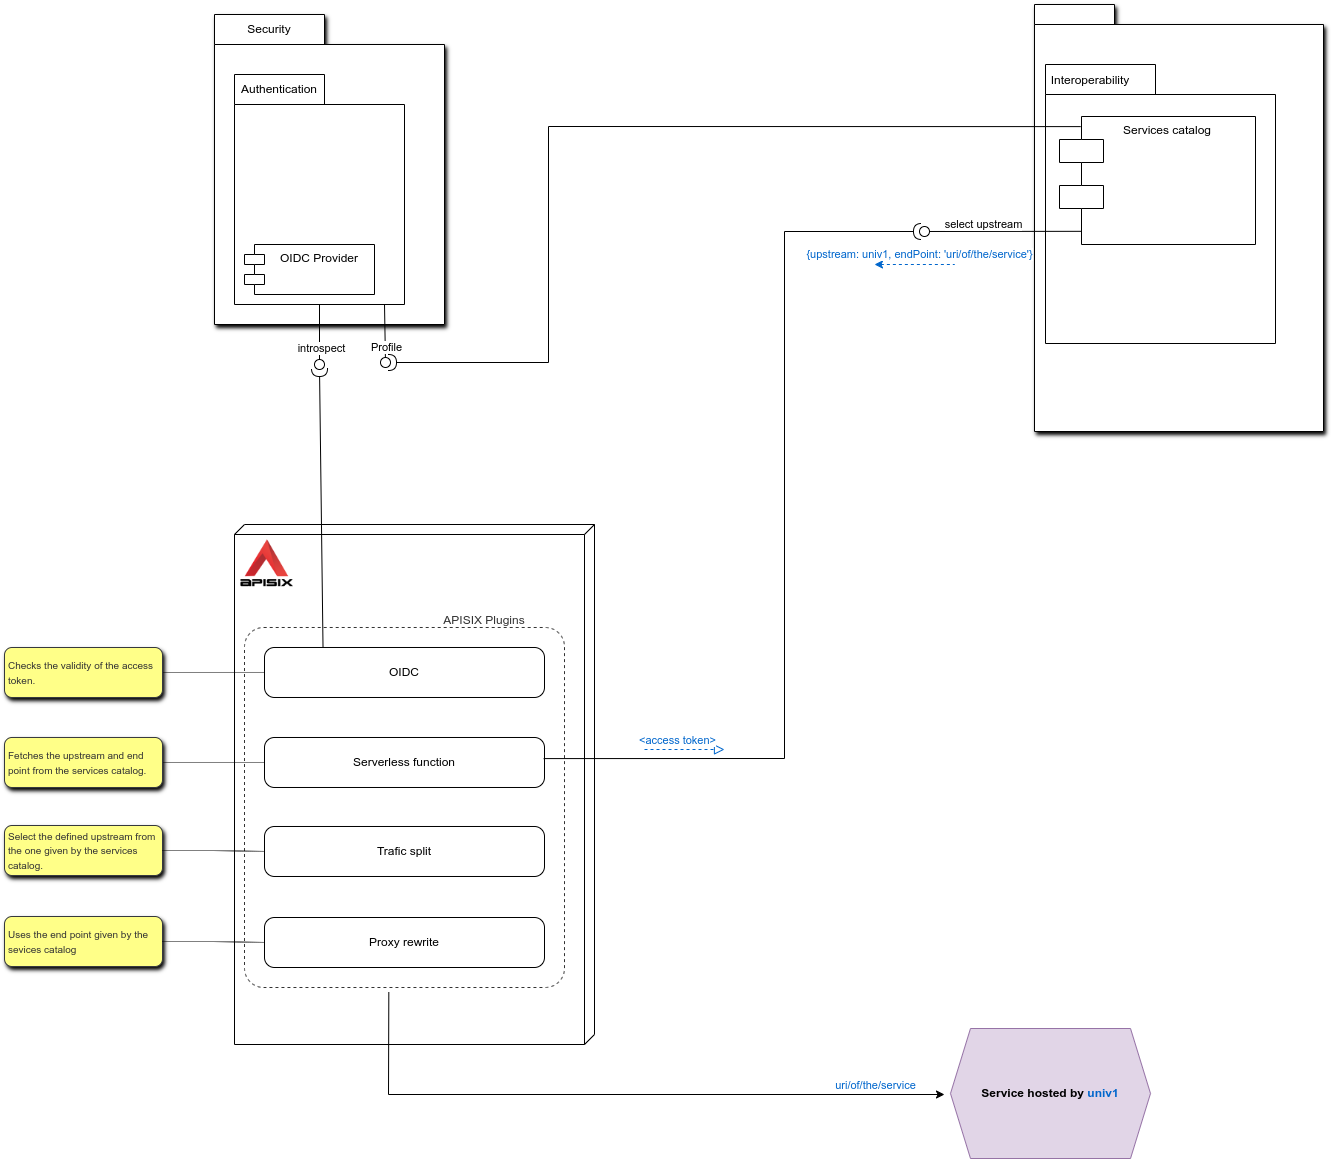 Security
Authentication
OIDC Provider
introspect
Profile
Interoperability
Services catalog
select upstream
{upstream: univ1, endPoint: 'uri/of/the/service'}
APISIX
APISIX Plugins
Checks the validity of the access
token.
OIDC
Fetches the upstream and end
point from the services catalog.
Serverless function
<access token>
Select the defined upstream from
the one given by the services
catalog.
Trafic split
Uses the end point given by the
sevices catalog
Proxy rewrite
uri/of/the/service
Service hosted by univ1